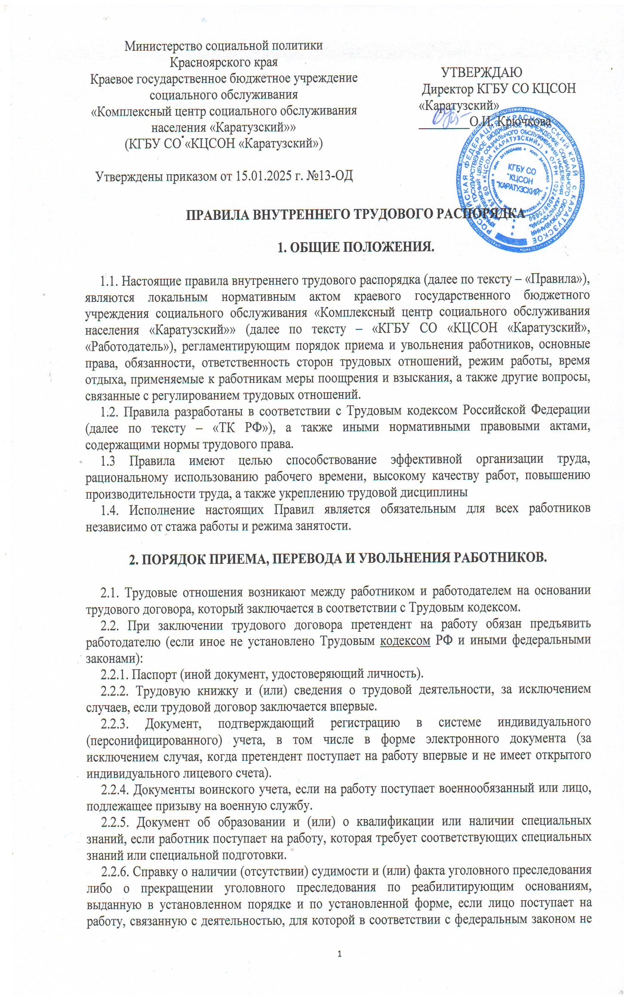 Министерство социальной политики
Красноярского края
Краевое государственное бюджетное учреждение
социального обслуживания
«Комплексный центр социального обслуживания
населения «Каратузский»»
(КГБУ СО «КЦСОН «Каратузский»)
Утверждены приказом от 15.01.2025 г. №13-ОД
УТВЕРЖДАЮ
Директор КГБУ СО КЦСОН
«Каратузский»
О.И. Крючкова
КГБУ СО
"КЦСОН
"КАРАТУЗСКИЙ"
ПРАВИЛА ВНУТРЕННЕГО ТРУДОВОГО РАСПОРЯДКА
1. ОБЩИЕ ПОЛОЖЕНИЯ.
1.1. Настоящие правила внутреннего трудового распорядка (далее по тексту – «Правила»),
являются локальным нормативным актом краевого государственного бюджетного
учреждения социального обслуживания «Комплексный центр социального обслуживания
населения «Каратузский»» (далее по тексту – «КГБУ СО «КЦСОН «Каратузский»,
«Работодатель»), регламентирующим порядок приема и увольнения работников, основные
права, обязанности, ответственность сторон трудовых отношений, режим работы, время
отдыха, применяемые к работникам меры поощрения и взыскания, а также другие вопросы,
связанные с регулированием трудовых отношений.
1.2. Правила разработаны в соответствии с Трудовым кодексом Российской Федерации
(далее по тексту – «ТК РФ»), а также иными нормативными правовыми актами,
содержащими нормы трудового права.
1.3 Правила имеют целью способствование эффективной организации труда,
рациональному использованию рабочего времени, высокому качеству работ, повышению
производительности труда, а также укреплению трудовой дисциплины
1.4. Исполнение настоящих Правил является обязательным для всех работников
независимо от стажа работы и режима занятости.
2. ПОРЯДОК ПРИЕМА, ПЕРЕВОДА И УВОЛЬНЕНИЯ РАБОТНИКОВ.
2.1. Трудовые отношения возникают между работником и работодателем на основании
трудового договора, который заключается в соответствии с Трудовым кодексом.
2.2. При заключении трудового договора претендент на работу обязан предъявить
работодателю (если иное не установлено Трудовым кодексом РФ и иными федеральными
законами):
2.2.1. Паспорт (иной документ, удостоверяющий личность).
2.2.2. Трудовую книжку и (или) сведения о трудовой деятельности, за исключением
случаев, если трудовой договор заключается впервые.
2.2.3. Документ, подтверждающий регистрацию в системе индивидуального
(персонифицированного) учета, в том числе в форме электронного документа (за
исключением случая, когда претендент поступает на работу впервые и не имеет открытого
индивидуального лицевого счета).
2.2.4. Документы воинского учета, если на работу поступает военнообязанный или лицо,
подлежащее призыву на военную службу.
2.2.5. Документ об образовании и (или) о квалификации или наличии специальных
знаний, если работник поступает на работу, которая требует соответствующих специальных
знаний или специальной подготовки.
2.2.6. Справку о наличии (отсутствии) судимости и (или) факта уголовного преследования
либо о прекращении уголовного преследования по реабилитирующим основаниям,
выданную в установленном порядке и по установленной форме, если лицо поступает на
работу, связанную с деятельностью, для которой в соответствии с федеральным законом не
1